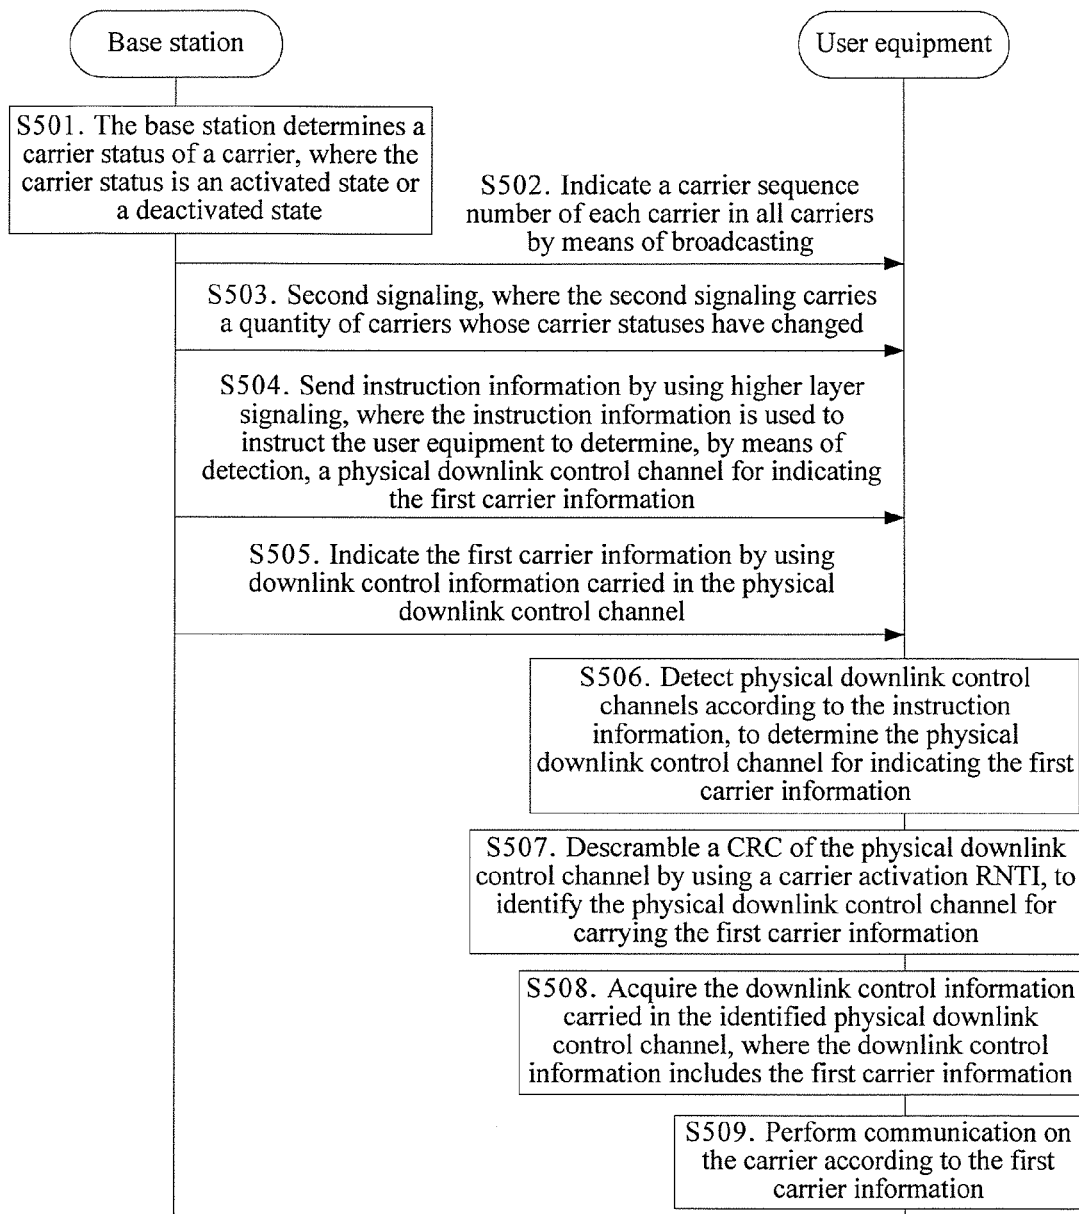 Base station
User equipment
S501. The base station determines a
carrier status of a carrier, where the
carrier status is an activated state or
a deactivated state
S502. Indicate a carrier sequence
number of each carrier in all carriers
by means of broadcasting
S503. Second signaling, where the second signaling carries
a quantity of carriers whose carrier statuses have changed
S504. Send instruction information by using higher layer
signaling, where the instruction information is used to
instruct the user equipment to determine, by means of
detection, a physical downlink control channel for indicating
the first carrier information
S505. Indicate the first carrier information by using
downlink control information carried in the physical
downlink control channel
S506. Detect physical downlink control
channels according to the instruction
information, to determine the physical
downlink control channel for indicating the first
carrier information
S507. Descramble a CRC of the physical downlink
control channel by using a carrier activation RNTI, to
identify the physical downlink control channel for
carrying the first carrier information
S508. Acquire the downlink control information
carried in the identified physical downlink
control channel, where the downlink control
information includes the first carrier information
S509. Perform communication on
the carrier according to the first
carrier information